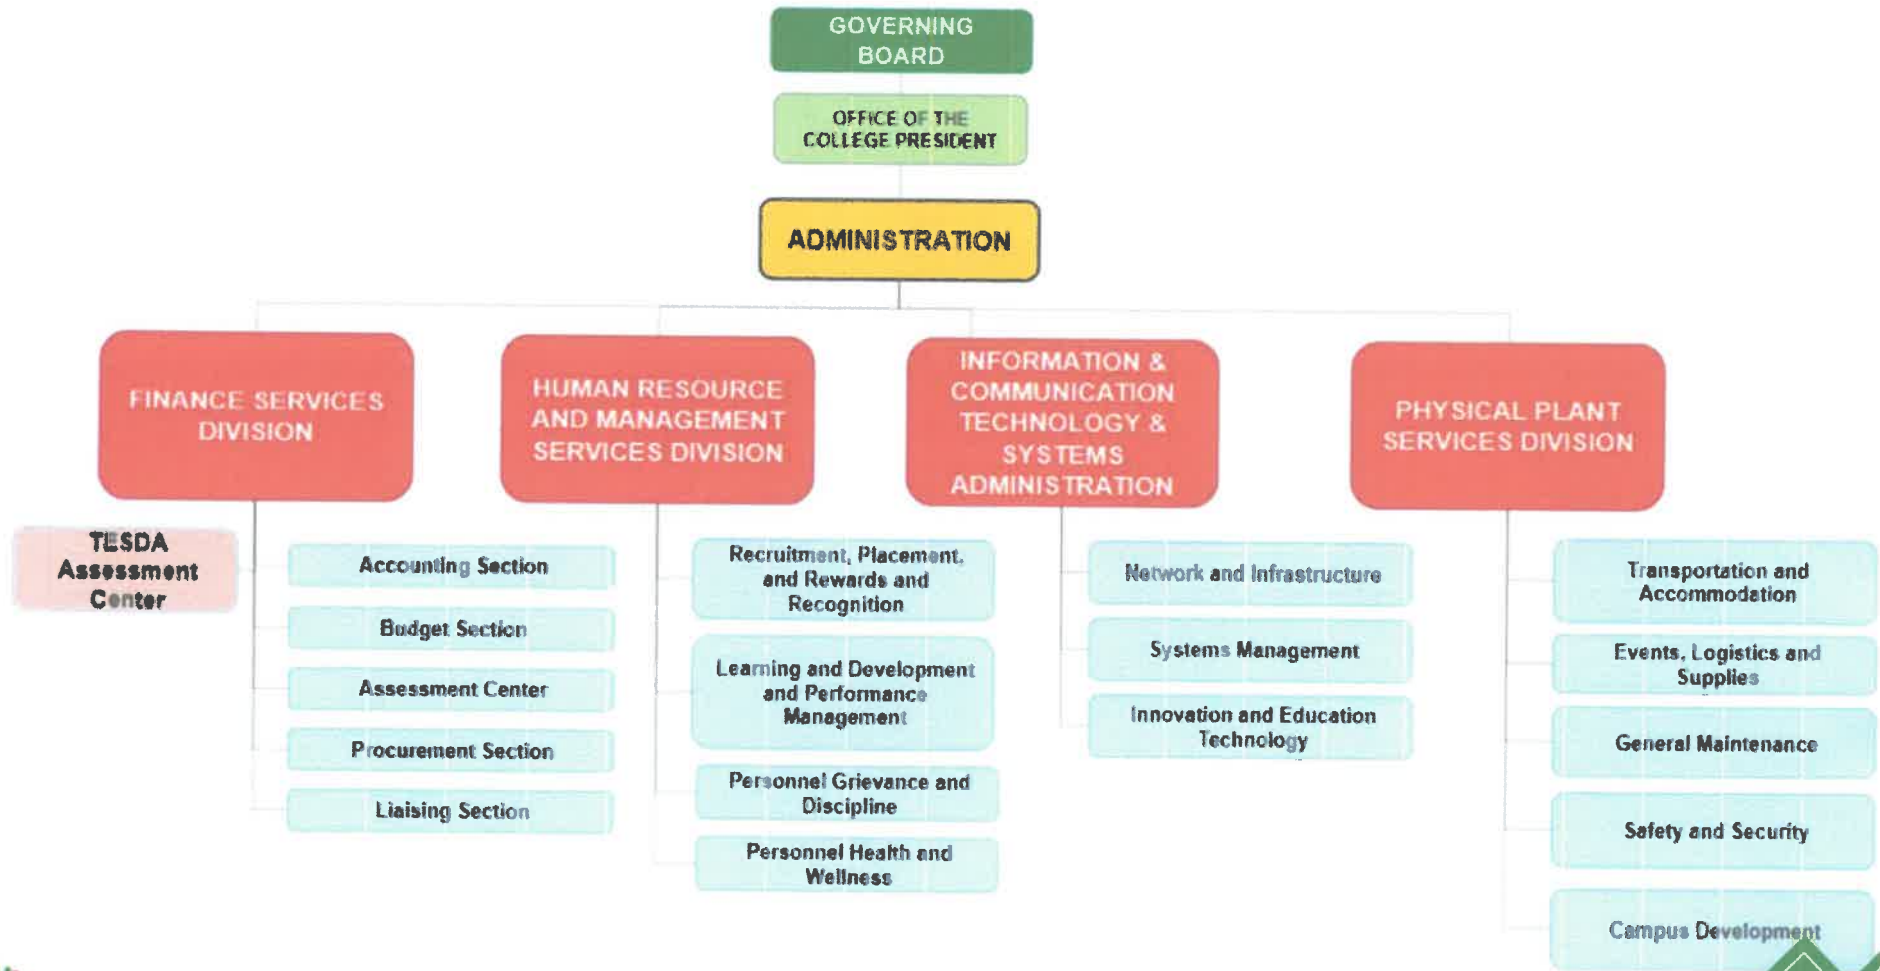 GOVERNING
BOARD
OFFICE OF THE
COLLEGE PRESIDENT
ADMINISTRATION
FINANCE SERVICES
DIVISION
HUMAN RESOURCE
AND MANAGEMENT
SERVICES DIVISION
INFORMATION &
COMMUNICATION
TECHNOLOGY &
SYSTEMS
ADMINISTRATION
PHYSICAL PLANT
SERVICES DIVISION
TESDA
Assessment
Center
Accounting Section
Budget Section
Assessment Center
Procurement Section
Liaising Section
Recruitment, Placement,
and Rewards and
Recognition
Learning and Development
and Performance
Management
Personnel Grievance and
Discipline
Personnel Health and
Wellness
Network and Infrastructure
Systems Management
Innovation and Education
Technology
Transportation and
Accommodation
Events, Logistics and
Supplies
General Maintenance
Safety and Security
Campus Development